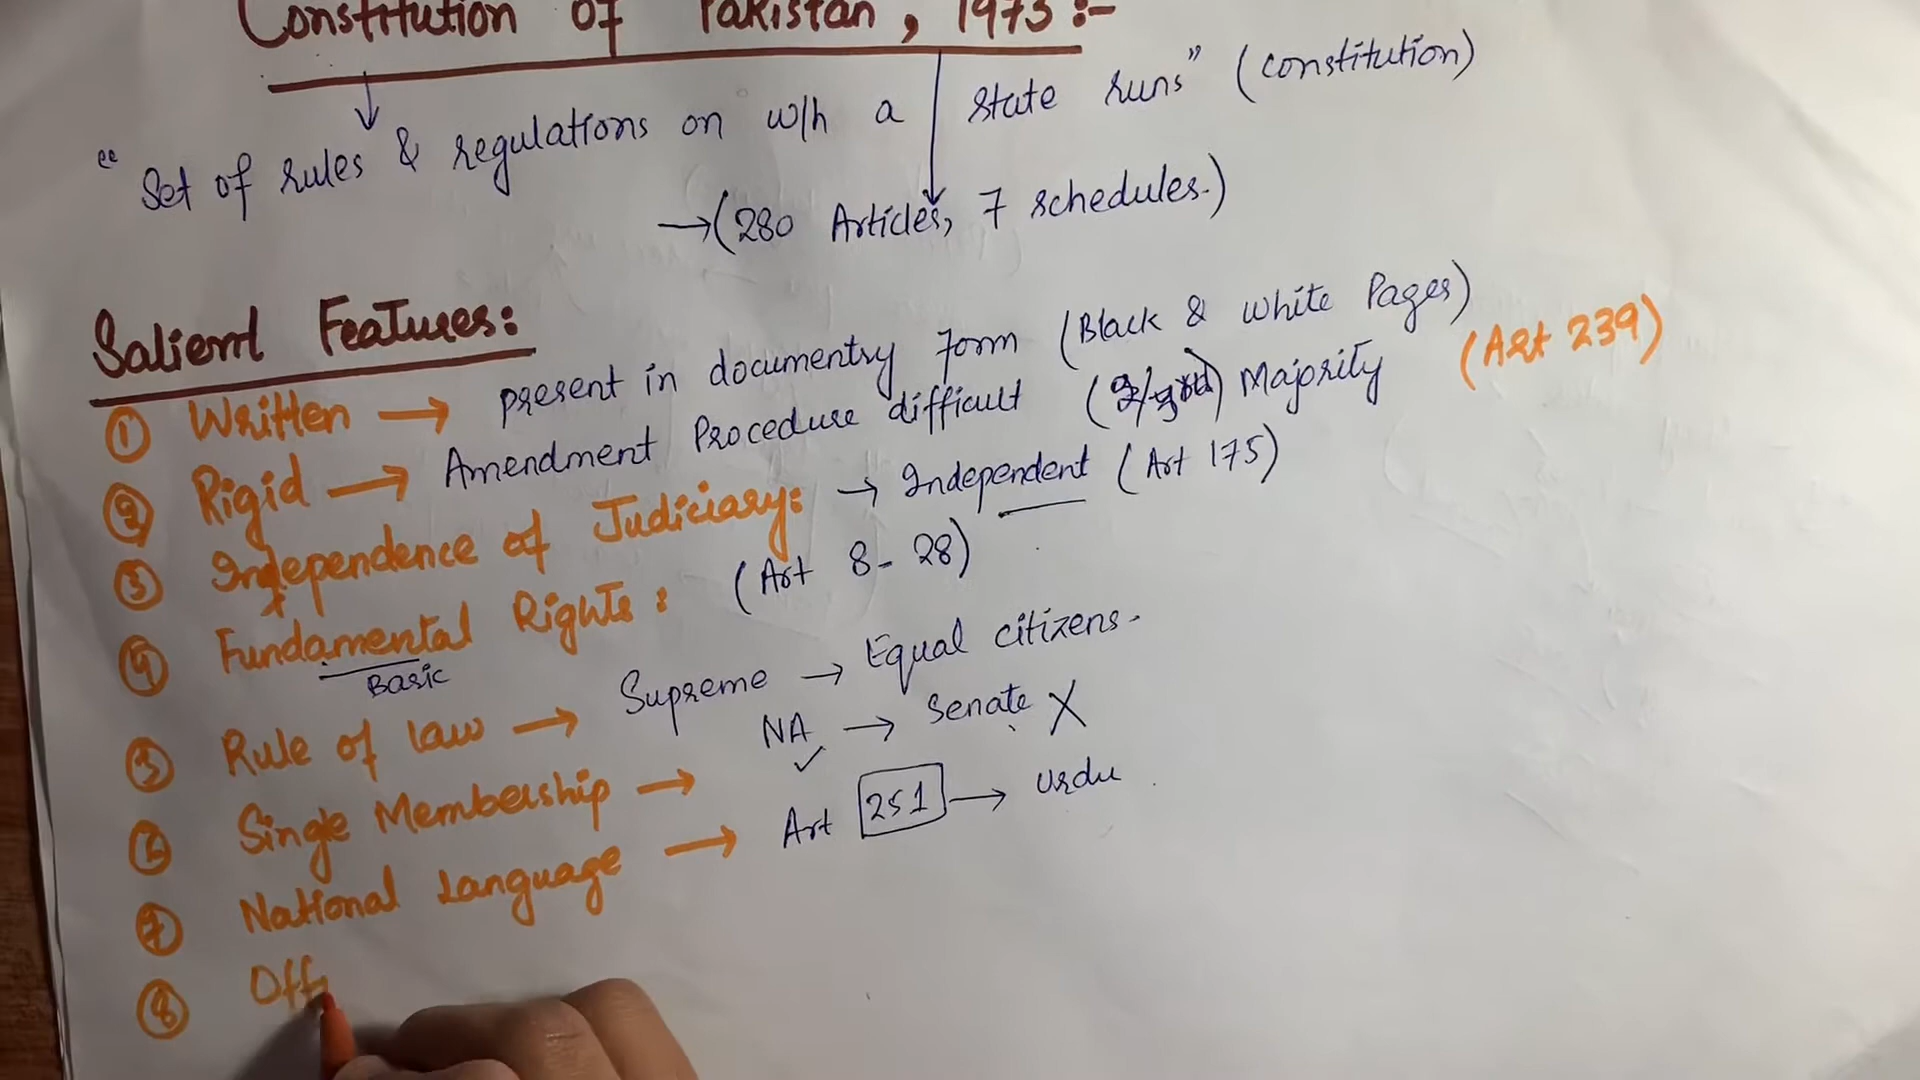 Constitution of Pakistan, 1973:-
"Set of rules & regulations on w/h a state runs" (constitution)
→(280 Articles, 7 schedules.)
Salient Features:
① Written → present in documentry form (Black & white Pages)
② Rigid → Amendment Procedure difficult (2/3rd) Majority (Art 239)
③ Independence of Judiciary: → Independent (Art 175)
④ Fundamental Rights: (Art 8-28)
Basic
⑤ Rule of law → Supreme → Equal citizens.
⑥ Single Membership → NA → Senate X
⑦ National Language → Art 251 → Urdu
⑧ Off